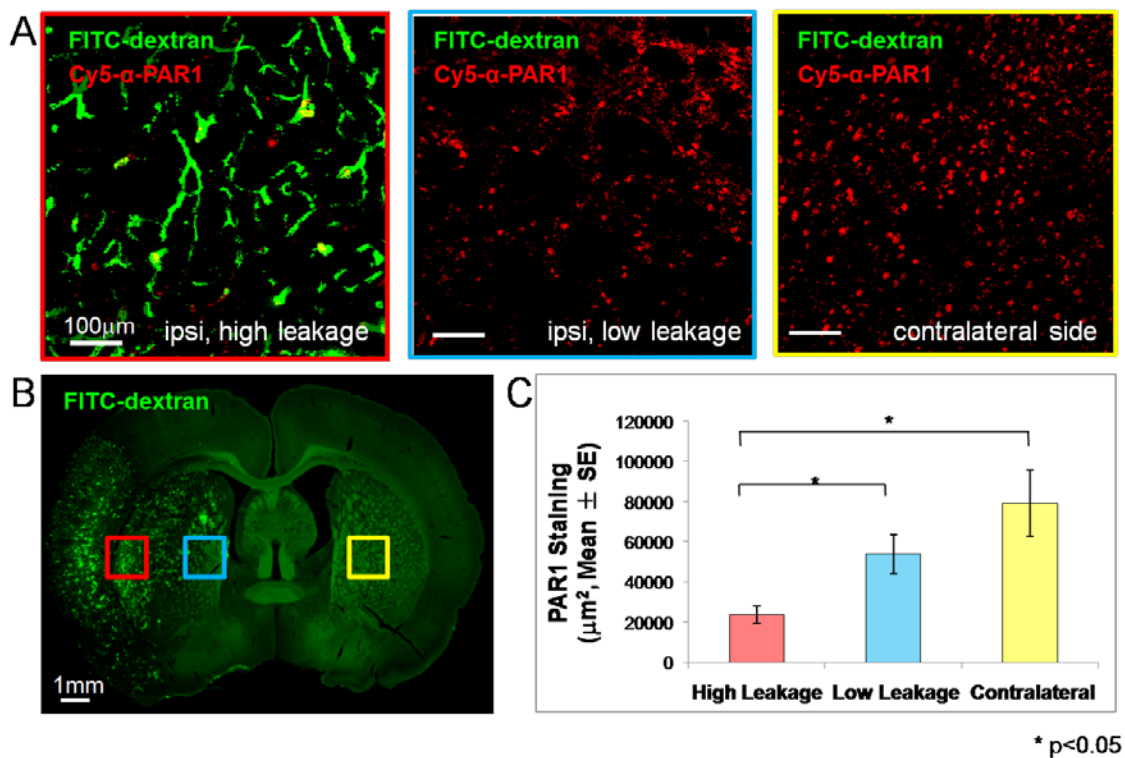 A
FITC-dextran
Cy5-α-PAR1
100μm
ipsi, high leakage
FITC-dextran
Cy5-α-PAR1
ipsi, low leakage
FITC-dextran
Cy5-α-PAR1
contralateral side
B
FITC-dextran
1mm
C
PAR1 Staining
(μm², Mean ± SE)
120000
100000
80000
60000
40000
20000
0
*
*
High Leakage
Low Leakage
Contralateral
* p<0.05